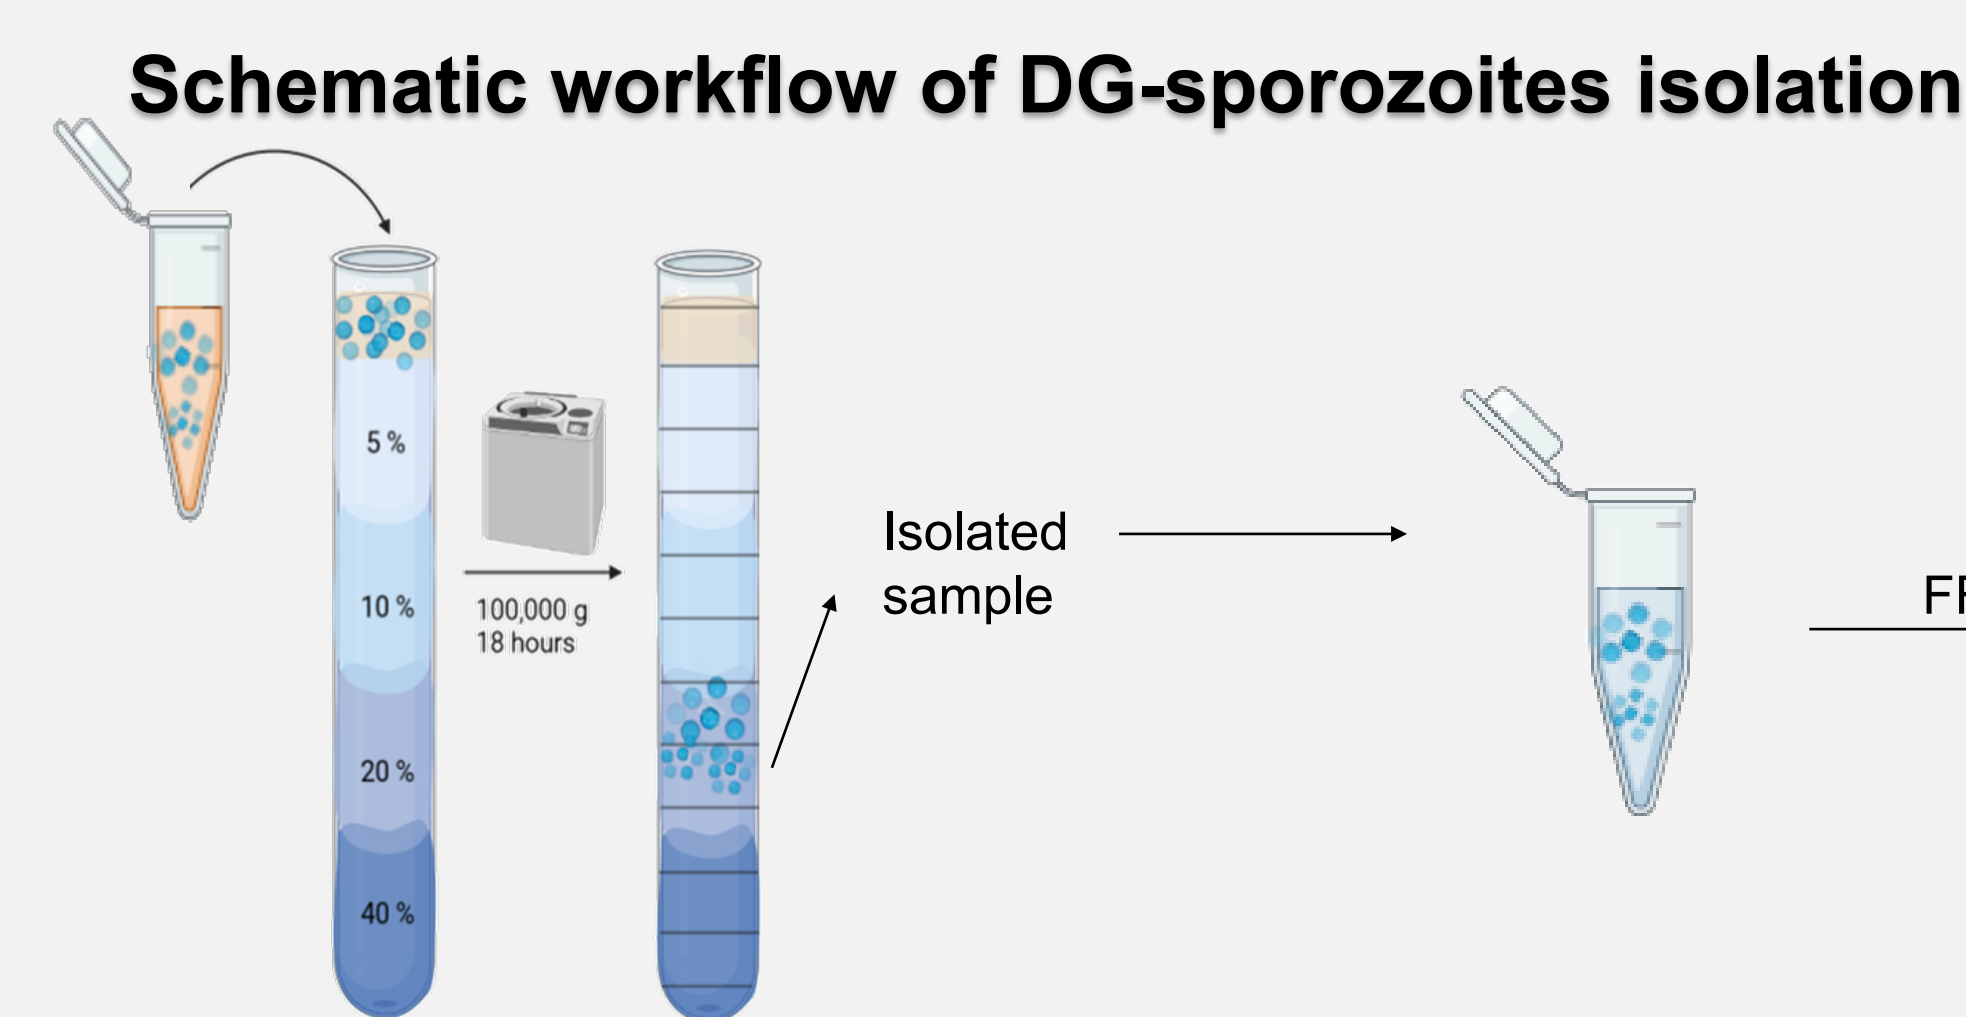 Schematic workflow of DG-sporozoites isolation
5 %
10 %
20 %
40 %
100,000 g
18 hours
Isolated
sample